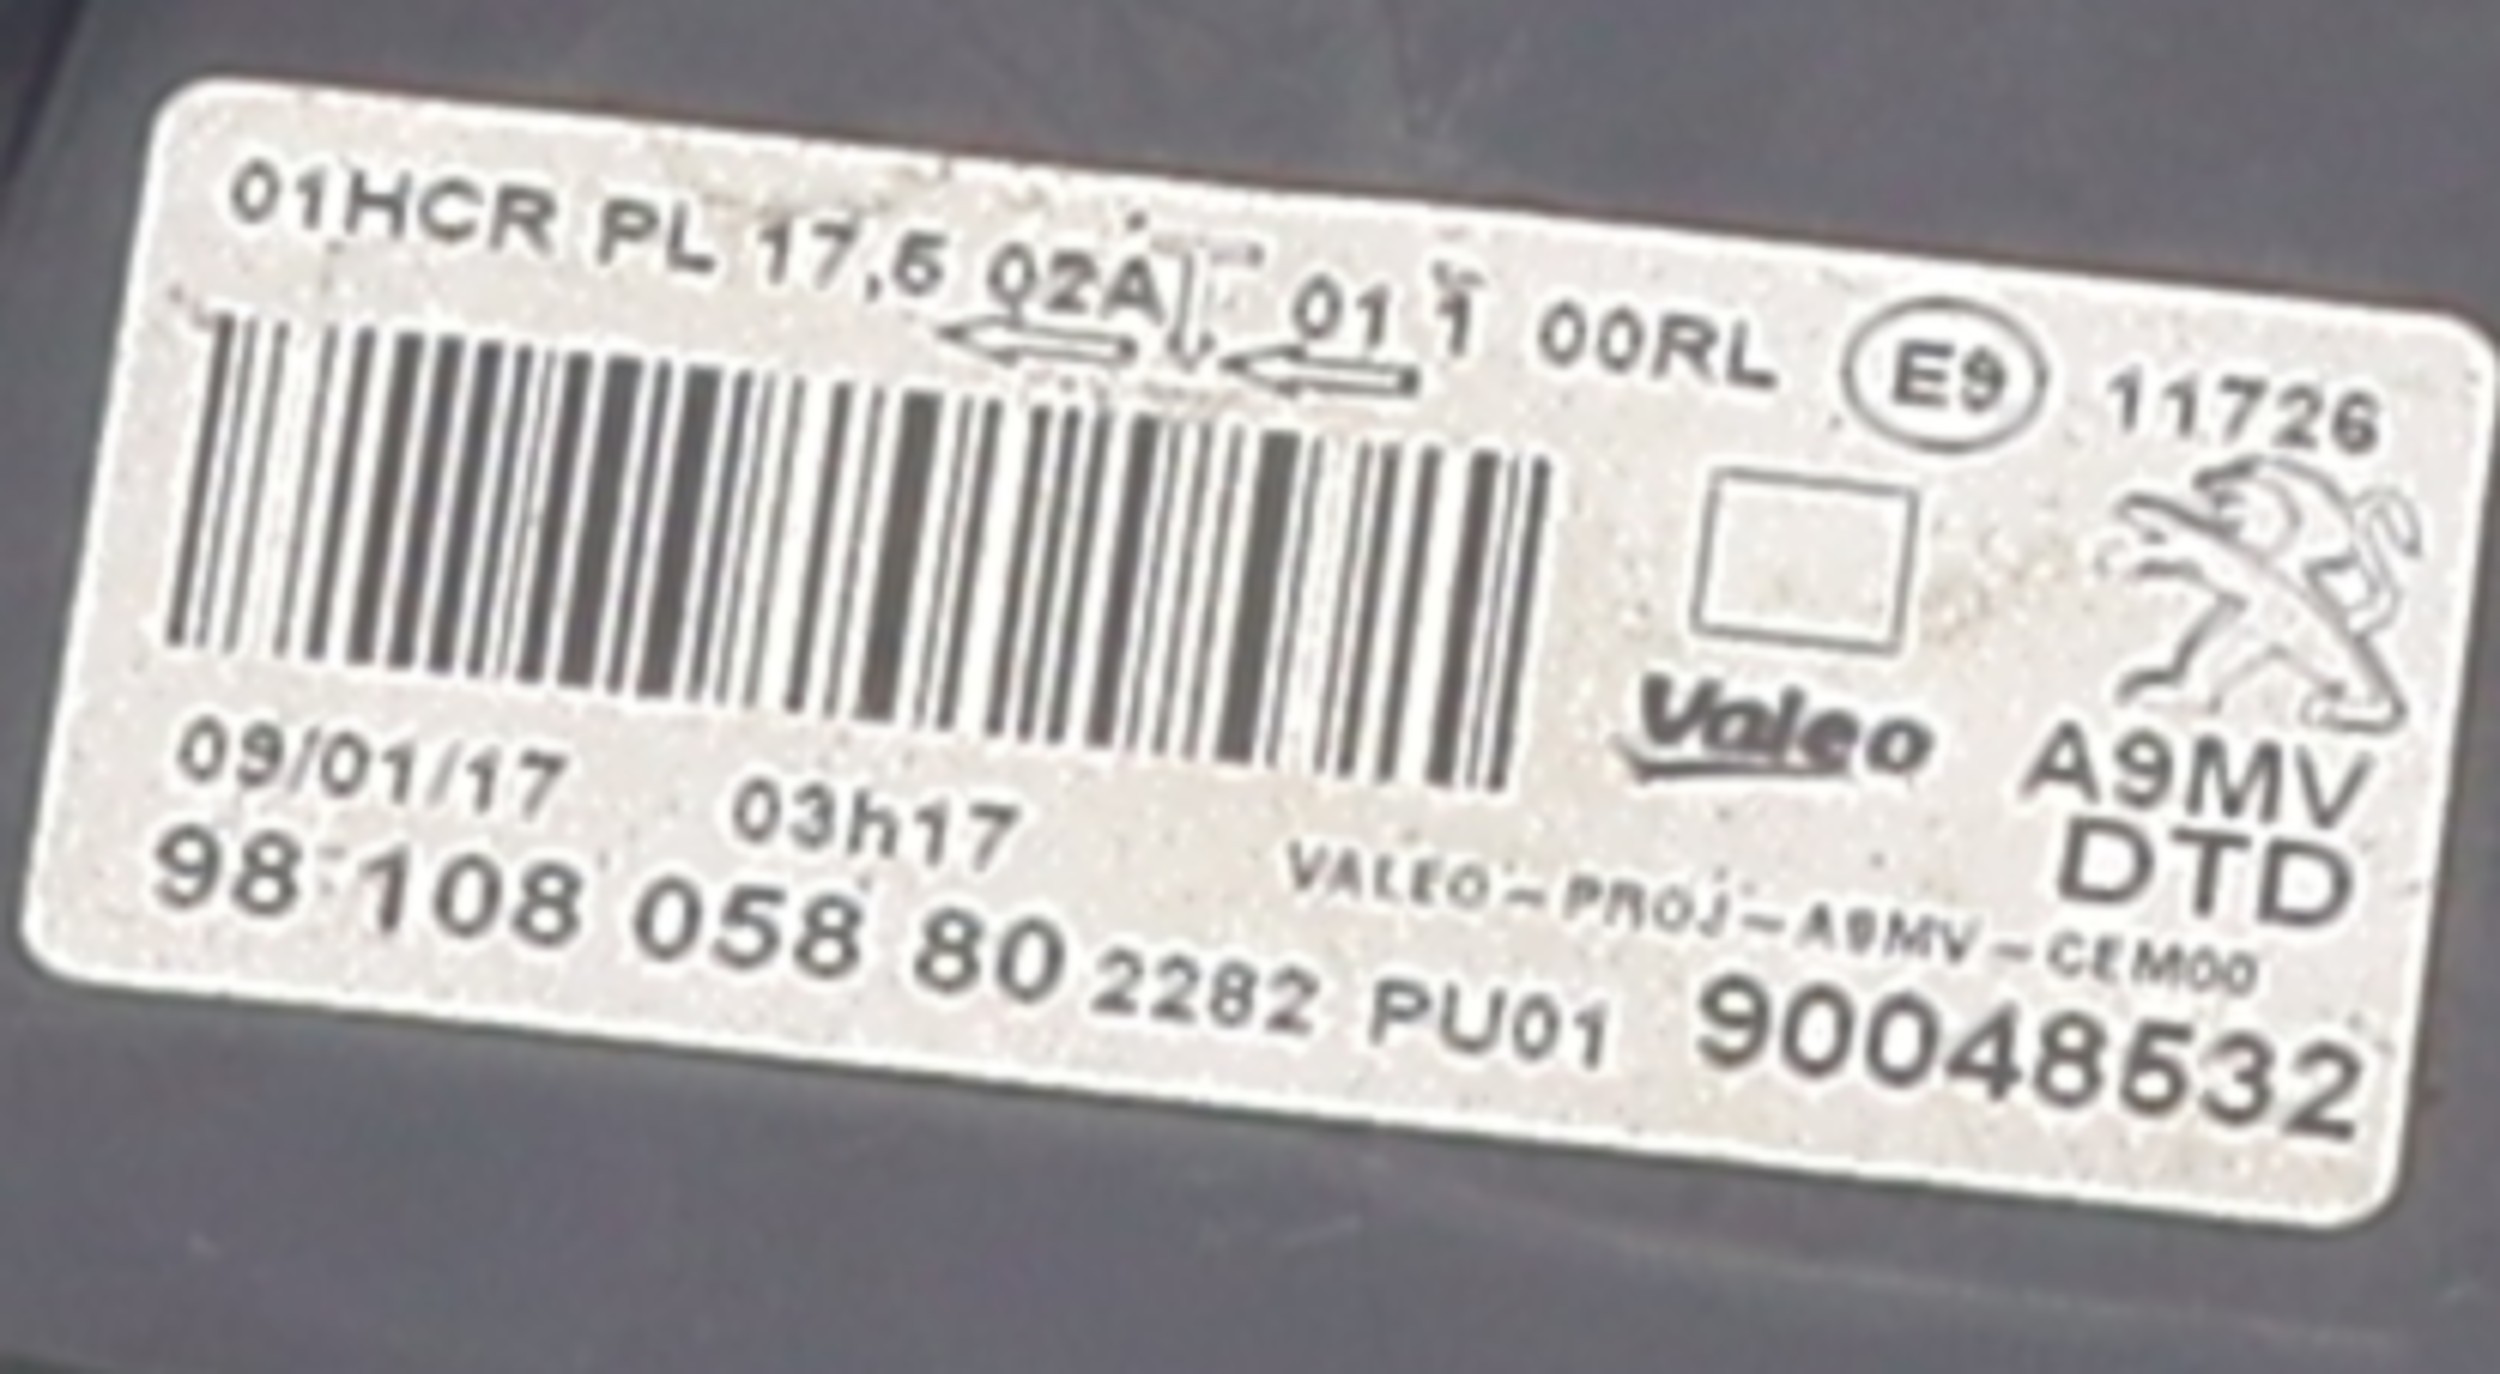 01HCR PL 17,5 02A 01 1 00RL E9 11726
Valeo
A9MV
DTD
09/01/17 03h17
VALEO-PROJ-A9MV-CEM00
98 108 058 80 2282 PU01 90048532